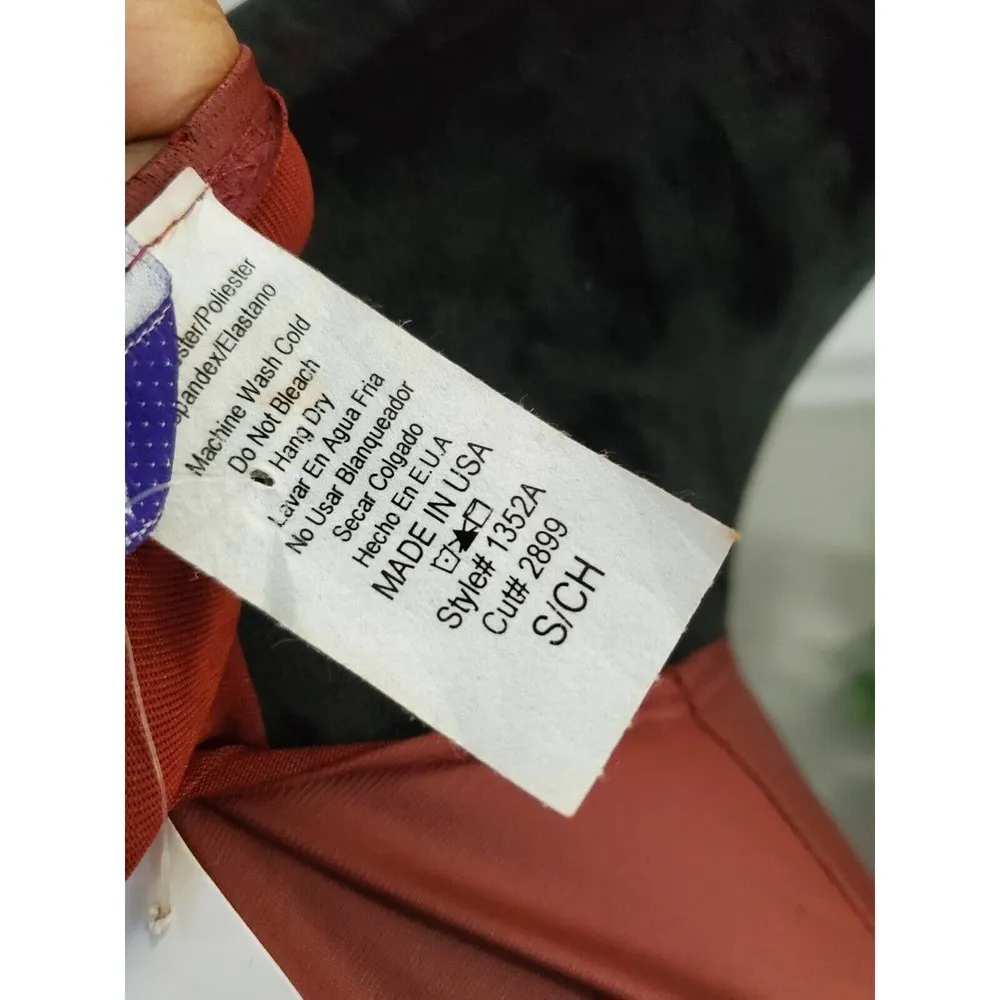 ster/Poliester
pandex/Elastano
Machine Wash Cold
Do Not Bleach
Hang Dry
Lavar En Agua Fria
No Usar Blanqueador
Secar Colgado
Hecho En E.U.A
MADE IN USA
Style# 1352A
Cut# 2899
S/CH